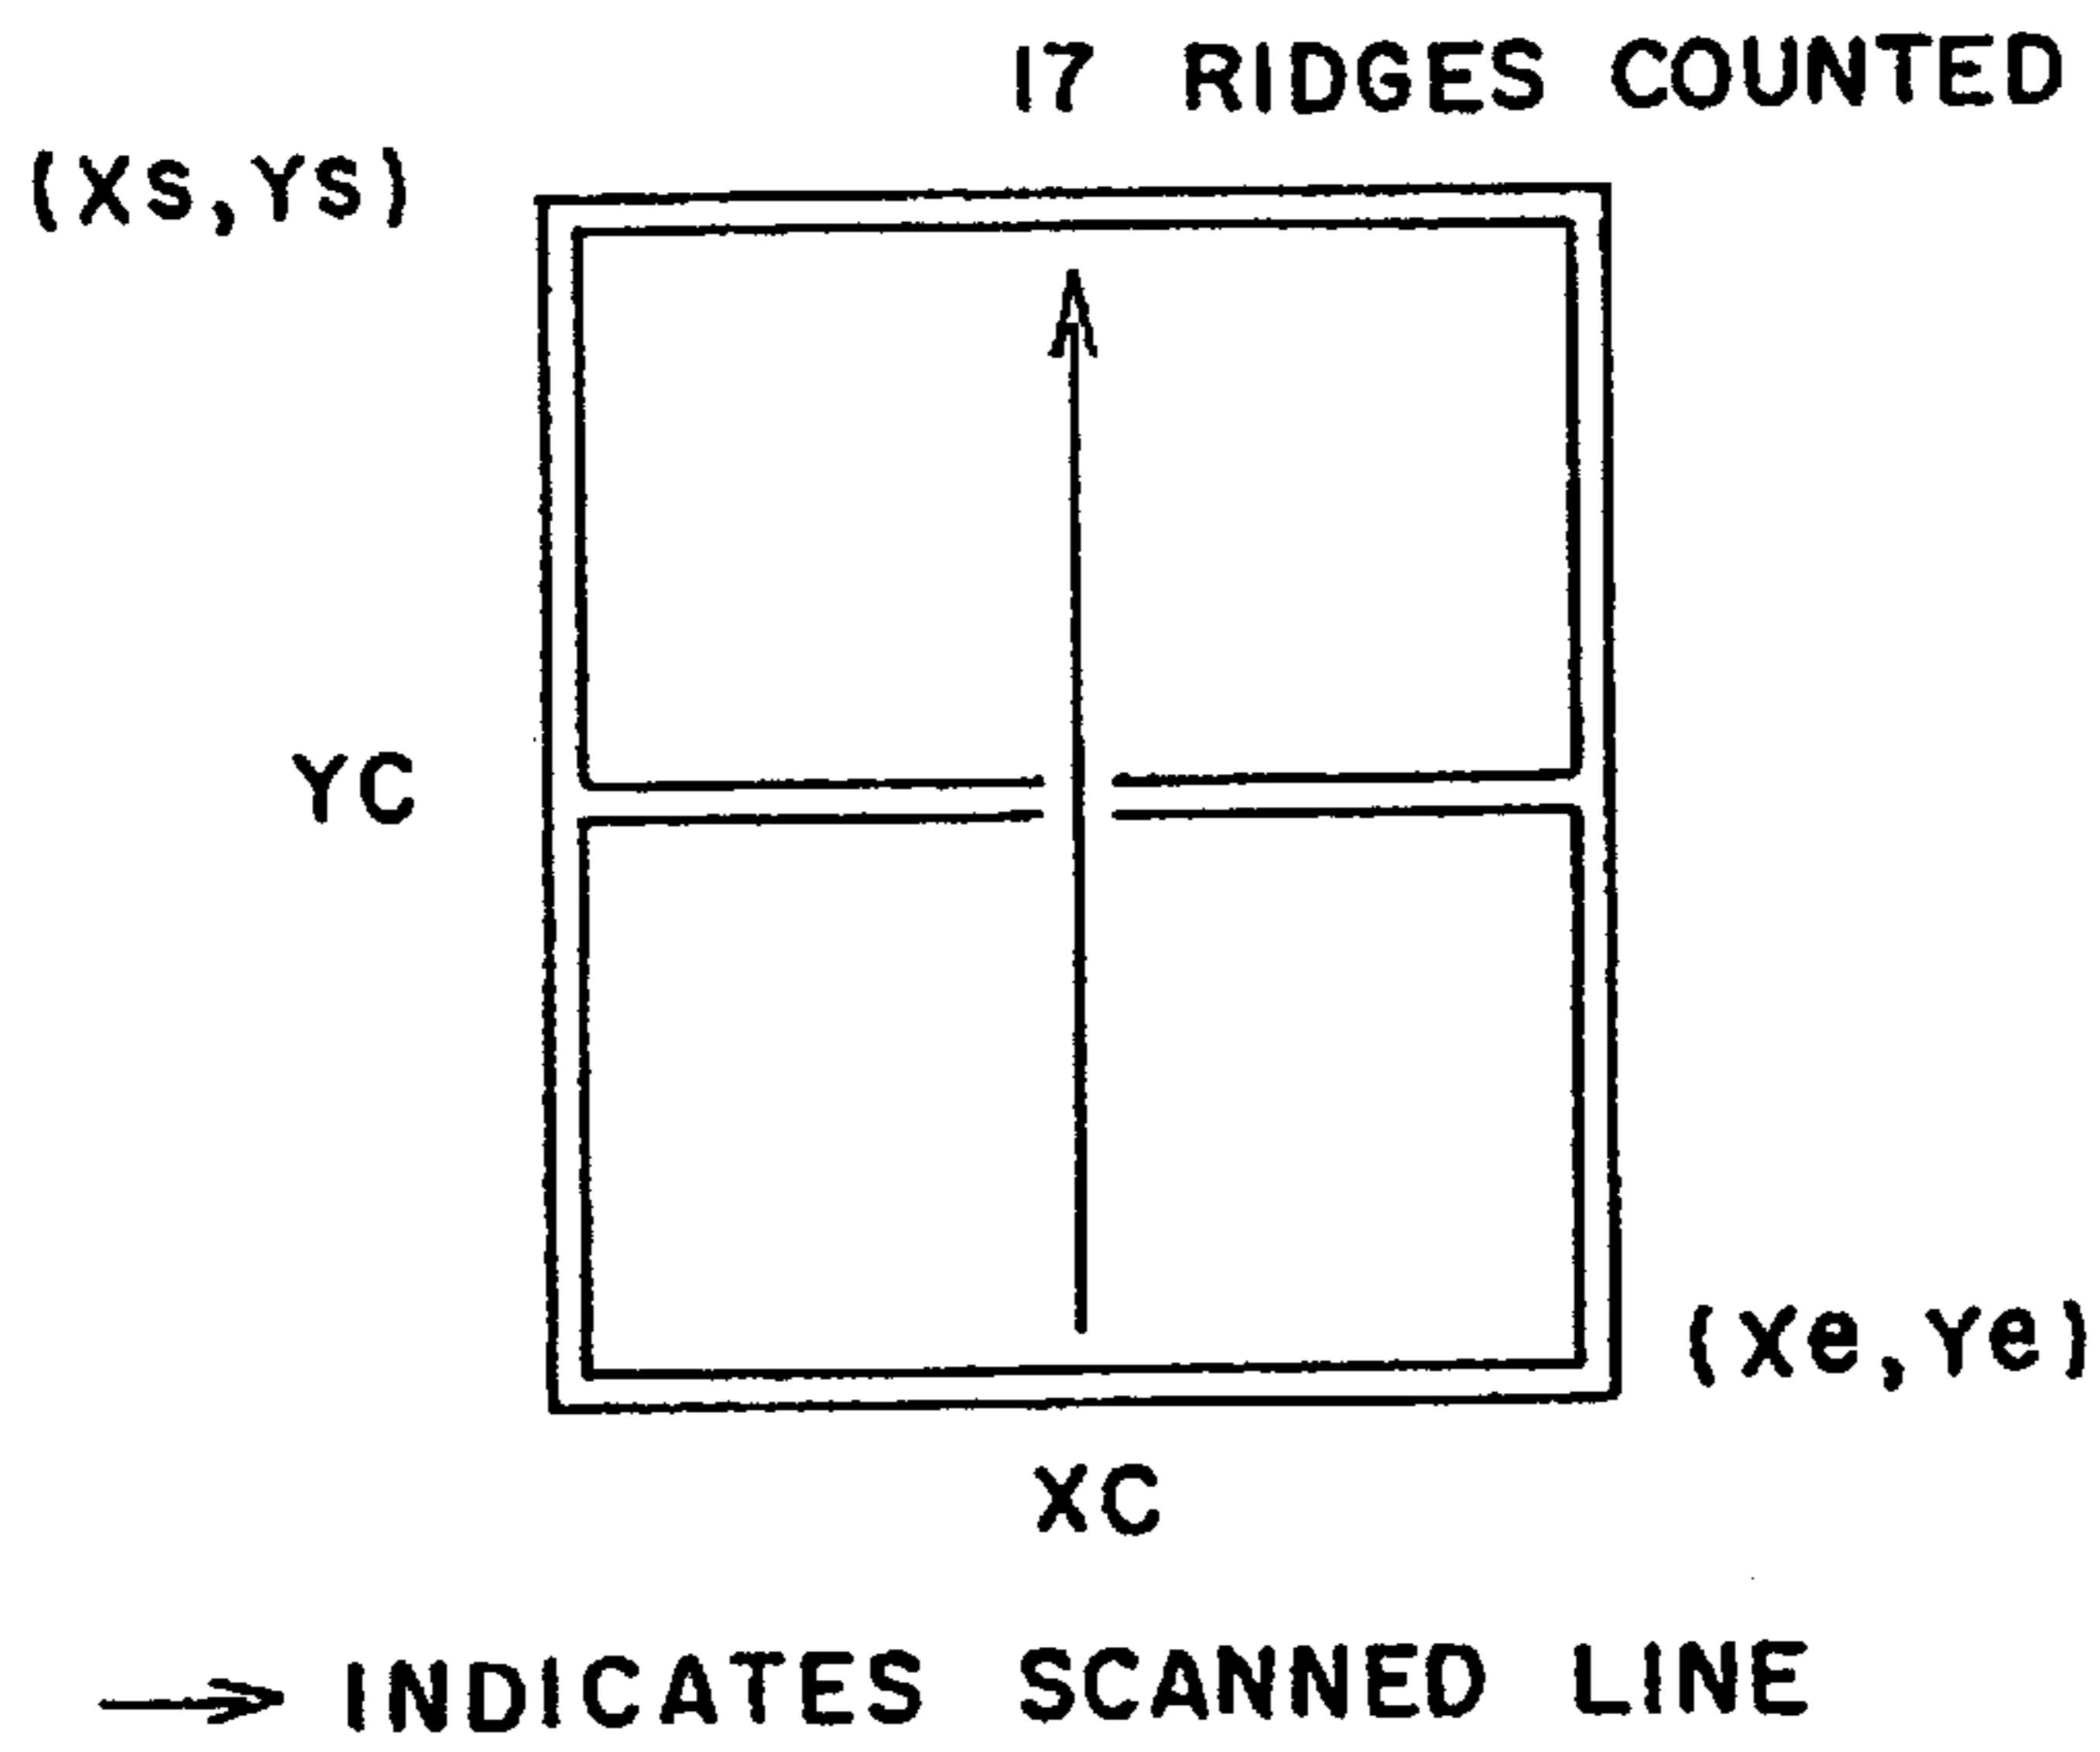 17 RIDGES COUNTED
(Xs,Ys)
YC
(Xe,Ye)
XC
INDICATES SCANNED LINE